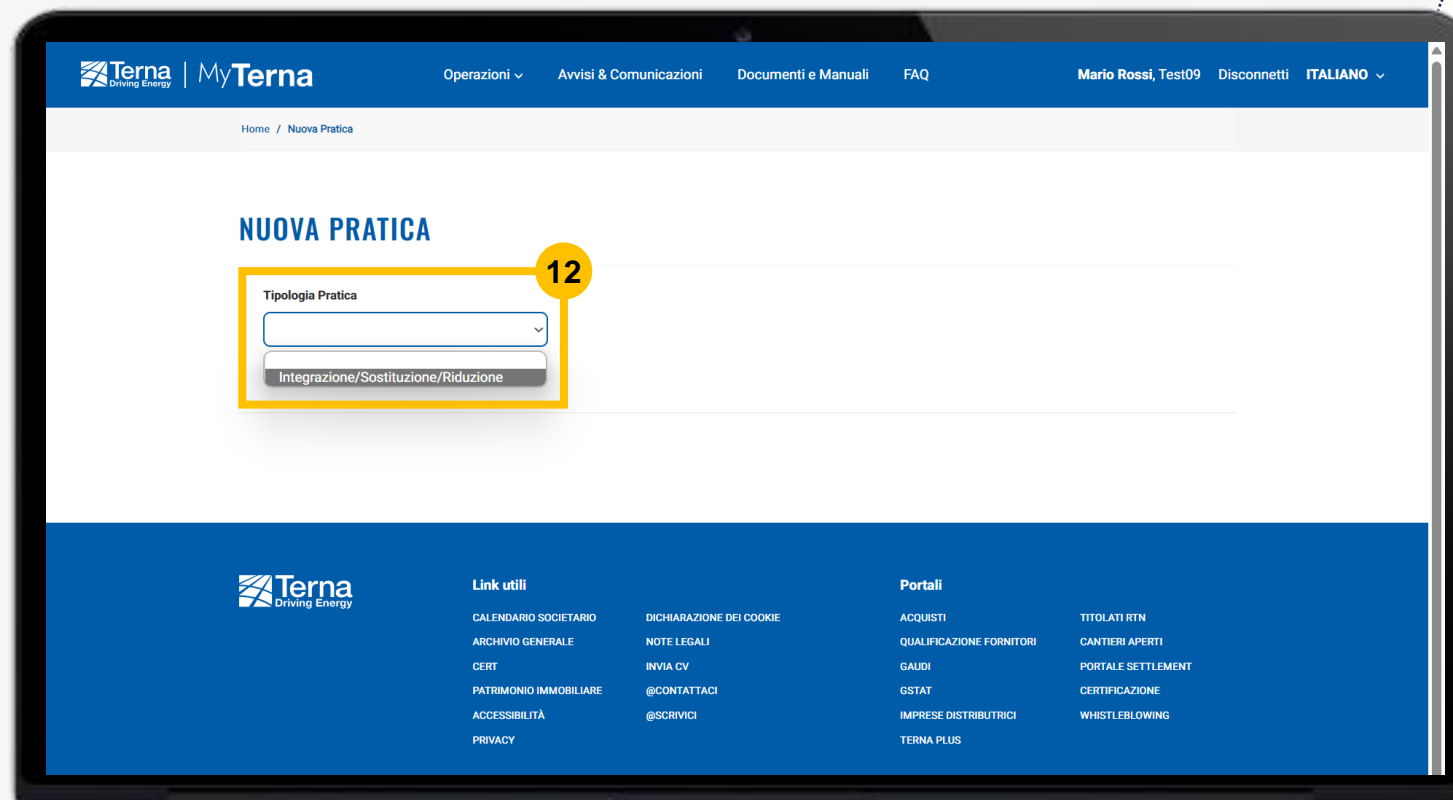 Terna
Driving Energy
MyTerna
Operazioni
Avvisi & Comunicazioni
Documenti e Manuali
FAQ
Mario Rossi, Test09
Disconnetti
ITALIANO
Home / Nuova Pratica
NUOVA PRATICA
12
Tipologia Pratica
Integrazione/Sostituzione/Riduzione
Terna
Driving Energy
Link utili
CALENDARIO SOCIETARIO
ARCHIVIO GENERALE
CERT
PATRIMONIO IMMOBILIARE
ACCESSIBILITÀ
PRIVACY
DICHIARAZIONE DEI COOKIE
NOTE LEGALI
INVIA CV
@CONTATTACI
@SCRIVICI
Portali
ACQUISTI
QUALIFICAZIONE FORNITORI
GAUDI
GSTAT
IMPRESE DISTRIBUTRICI
TERNA PLUS
TITOLATI RTN
CANTIERI APERTI
PORTALE SETTLEMENT
CERTIFICAZIONE
WHISTLEBLOWING